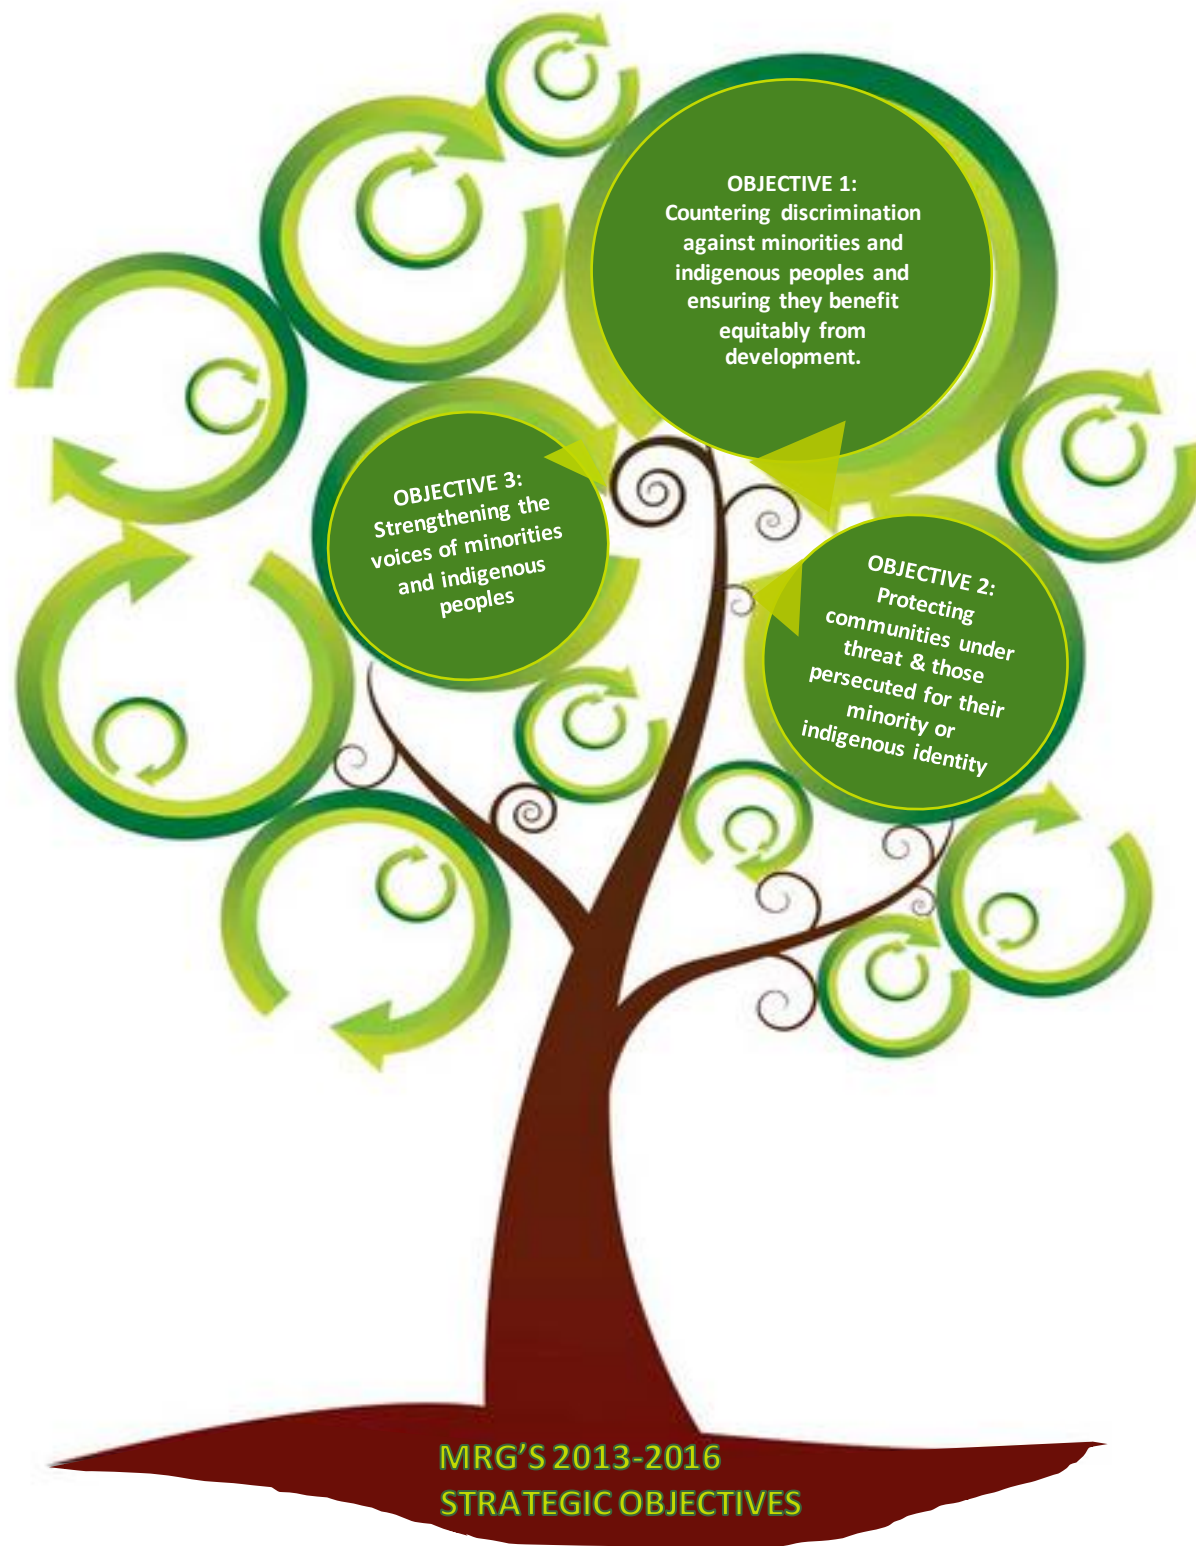 OBJECTIVE 1:
Countering discrimination
against minorities and
indigenous peoples and
ensuring they benefit
equitably from
development.
OBJECTIVE 3:
Strengthening the
voices of minorities
and indigenous
peoples
OBJECTIVE 2:
Protecting
communities under
threat & those
persecuted for their
minority or
indigenous identity
MRG'S 2013-2016
STRATEGIC OBJECTIVES